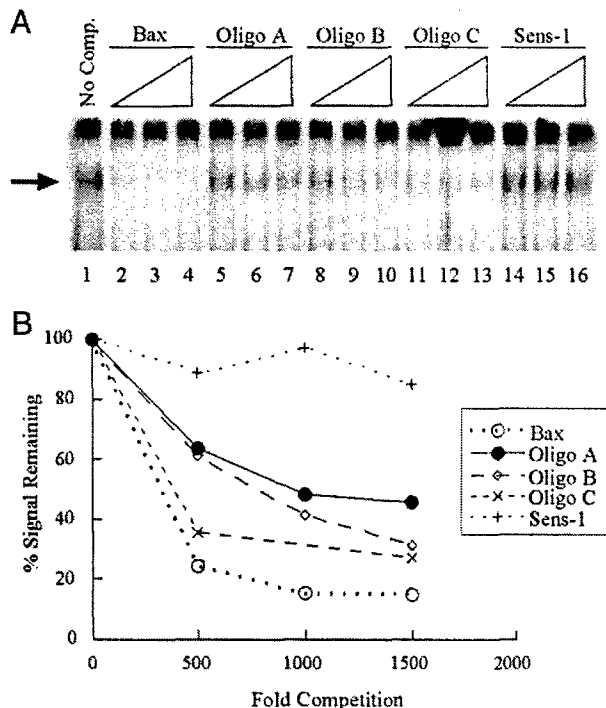 A
No Comp.
Bax
Oligo A
Oligo B
Oligo C
Sens-1
1 2 3 4 5 6 7 8 9 10 11 12 13 14 15 16
B
% Signal Remaining
100
80
60
40
20
0
0 500 1000 1500 2000
Fold Competition
Bax
Oligo A
Oligo B
Oligo C
Sens-1